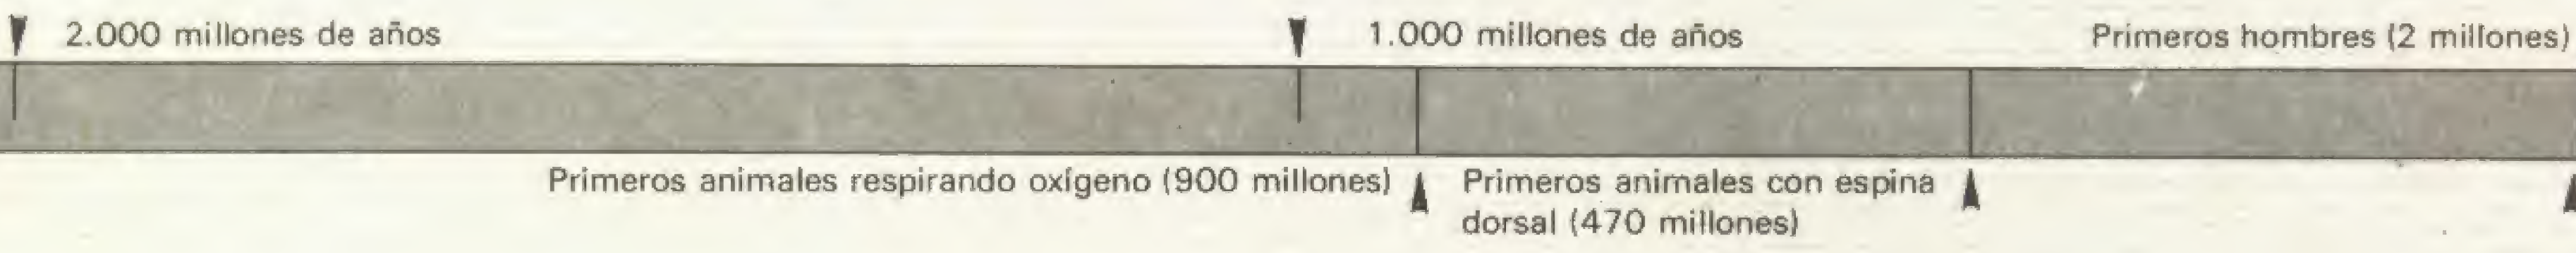 2.000 millones de años
1.000 millones de años
Primeros hombres (2 millones)
Primeros animales respirando oxígeno (900 millones)
Primeros animales con espina
dorsal (470 millones)